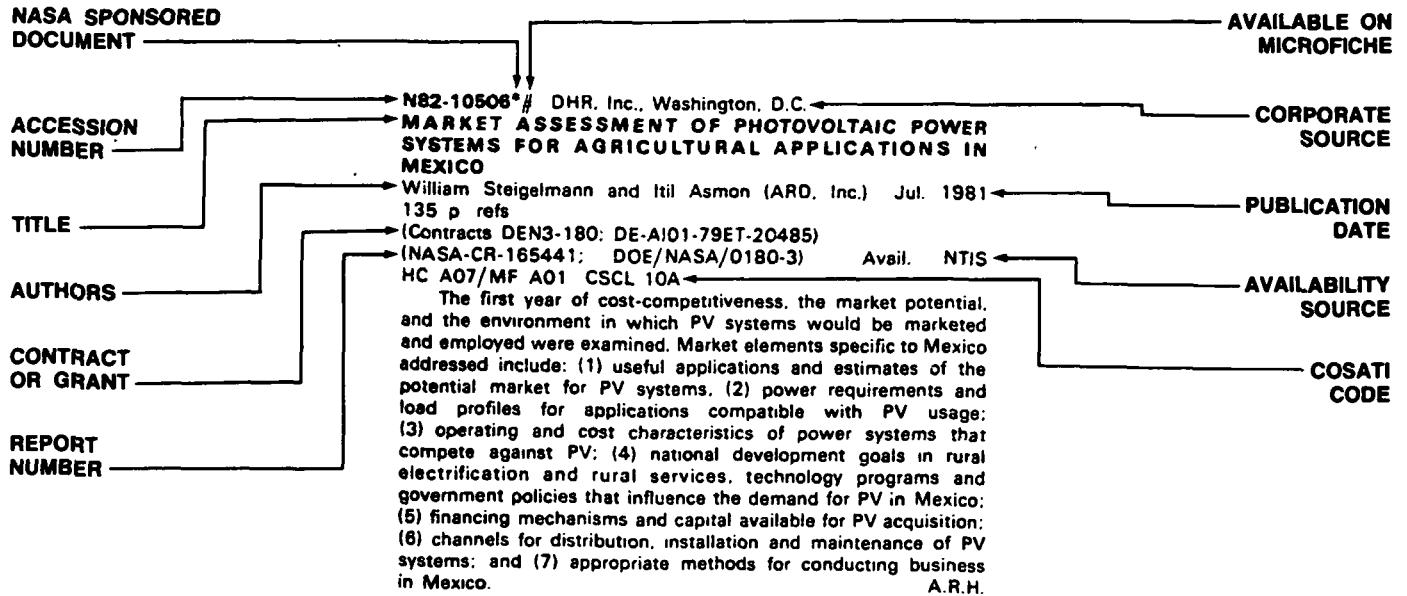 NASA SPONSORED
DOCUMENT
AVAILABLE ON
MICROFICHE
ACCESSION
NUMBER
TITLE
AUTHORS
CONTRACT
OR GRANT
REPORT
NUMBER
N82-10506*# DHR, Inc., Washington, D.C.
MARKET ASSESSMENT OF PHOTOVOLTAIC POWER
SYSTEMS FOR AGRICULTURAL APPLICATIONS IN
MEXICO
William Steigelmann and Itil Asmon (ARD, Inc.) Jul. 1981
135 p refs
(Contracts DEN3-180; DE-AI01-79ET-20485)
(NASA-CR-165441; DOE/NASA/0180-3) Avail. NTIS
HC A07/MF A01 CSCL 10A
The first year of cost-competitiveness, the market potential,
and the environment in which PV systems would be marketed
and employed were examined. Market elements specific to Mexico
addressed include: (1) useful applications and estimates of the
potential market for PV systems, (2) power requirements and
load profiles for applications compatible with PV usage;
(3) operating and cost characteristics of power systems that
compete against PV; (4) national development goals in rural
electrification and rural services, technology programs and
government policies that influence the demand for PV in Mexico;
(5) financing mechanisms and capital available for PV acquisition;
(6) channels for distribution, installation and maintenance of PV
systems; and (7) appropriate methods for conducting business
in Mexico. A.R.H.
CORPORATE
SOURCE
PUBLICATION
DATE
AVAILABILITY
SOURCE
COSATI
CODE